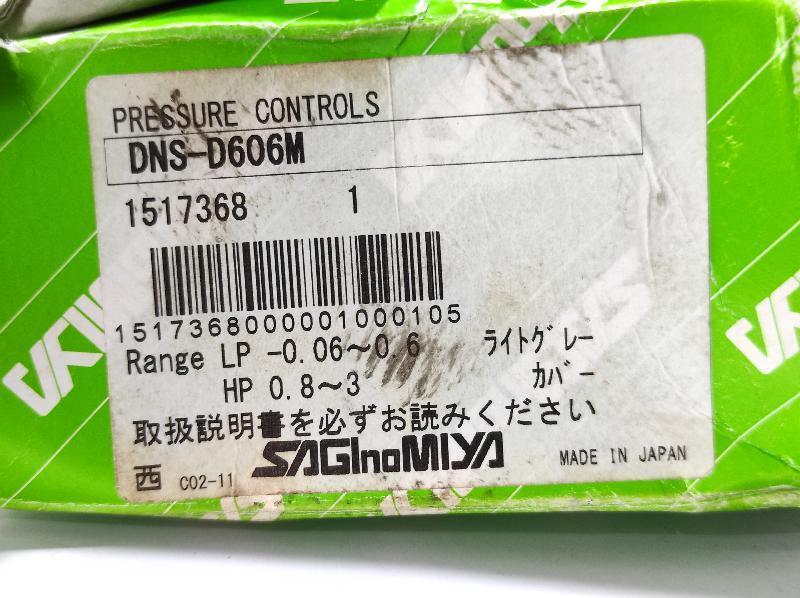 PRESSURE CONTROLS
DNS-D606M
1517368 1
1517368000001000105
Range LP -0.06~0.6 ライトグレー
HP 0.8~3 カバー
取扱説明書を必ずお読みください
西 C02-11 SAGInoMIYA MADE IN JAPAN